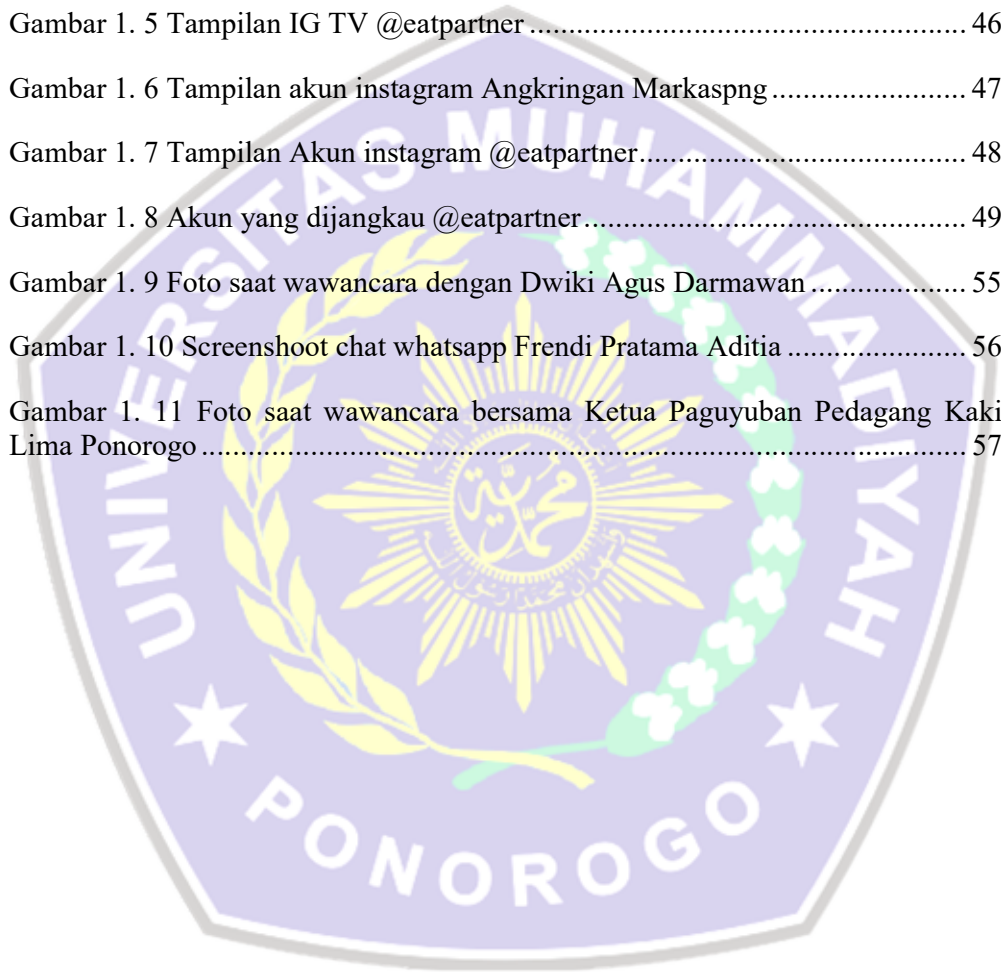 Gambar 1. 5 Tampilan IG TV @eatpartner ........................................................ 46
Gambar 1. 6 Tampilan akun instagram Angkringan Markaspng ......................... 47
Gambar 1. 7 Tampilan Akun instagram @eatpartner.......................................... 48
Gambar 1. 8 Akun yang dijangkau @eatpartner ................................................. 49
Gambar 1. 9 Foto saat wawancara dengan Dwiki Agus Darmawan .................... 55
Gambar 1. 10 Screenshoot chat whatsapp Frendi Pratama Aditia ....................... 56
Gambar 1. 11 Foto saat wawancara bersama Ketua Paguyuban Pedagang Kaki
Lima Ponorogo ................................................................................................... 57
UNIVERSITAS MUHAMMADIYAH
PONOROGO
محمدية